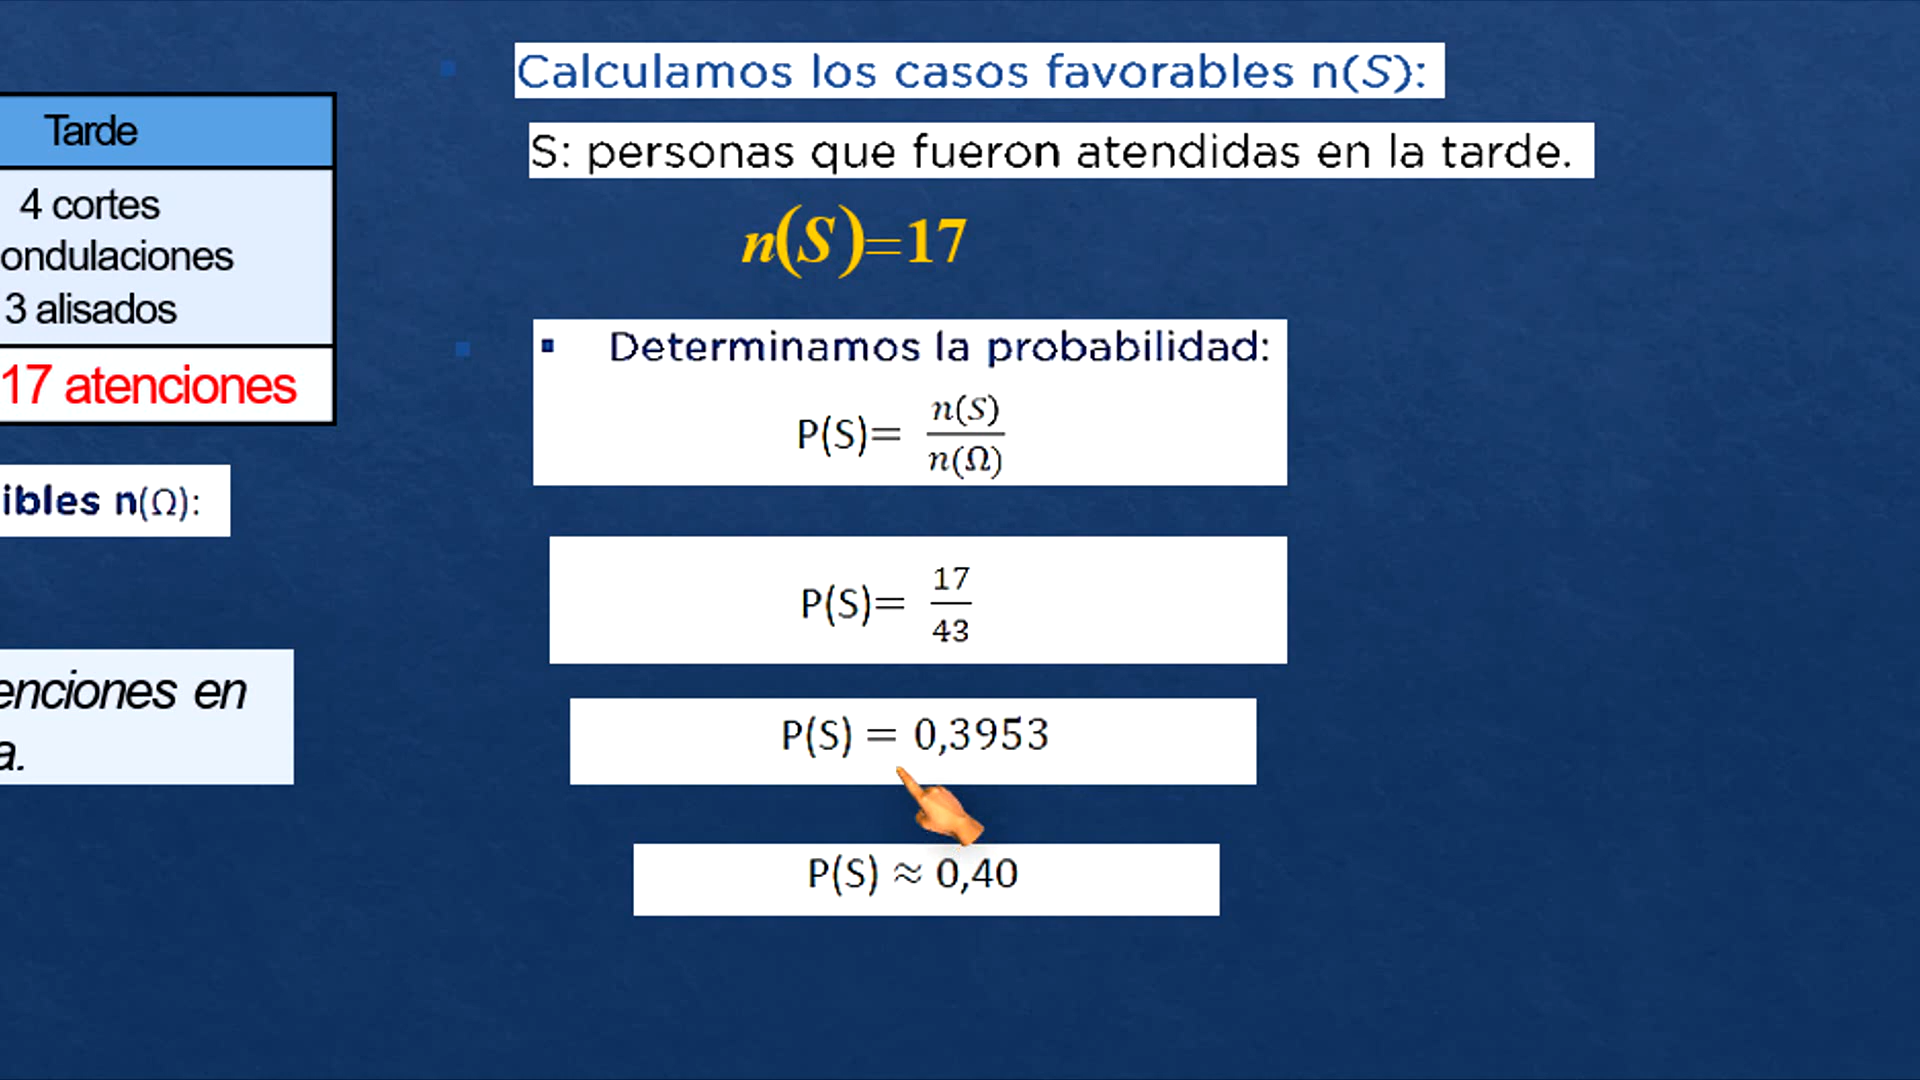 Tarde
4 cortes
ondulaciones
3 alisados
17 atenciones
ibles n(Ω):
enciones en
a.
Calculamos los casos favorables n(S):
S: personas que fueron atendidas en la tarde.
n(S)=17
▪ Determinamos la probabilidad:
P(S)= n(S)/n(Ω)
P(S)= 17/43
P(S) = 0,3953
P(S) ≈ 0,40